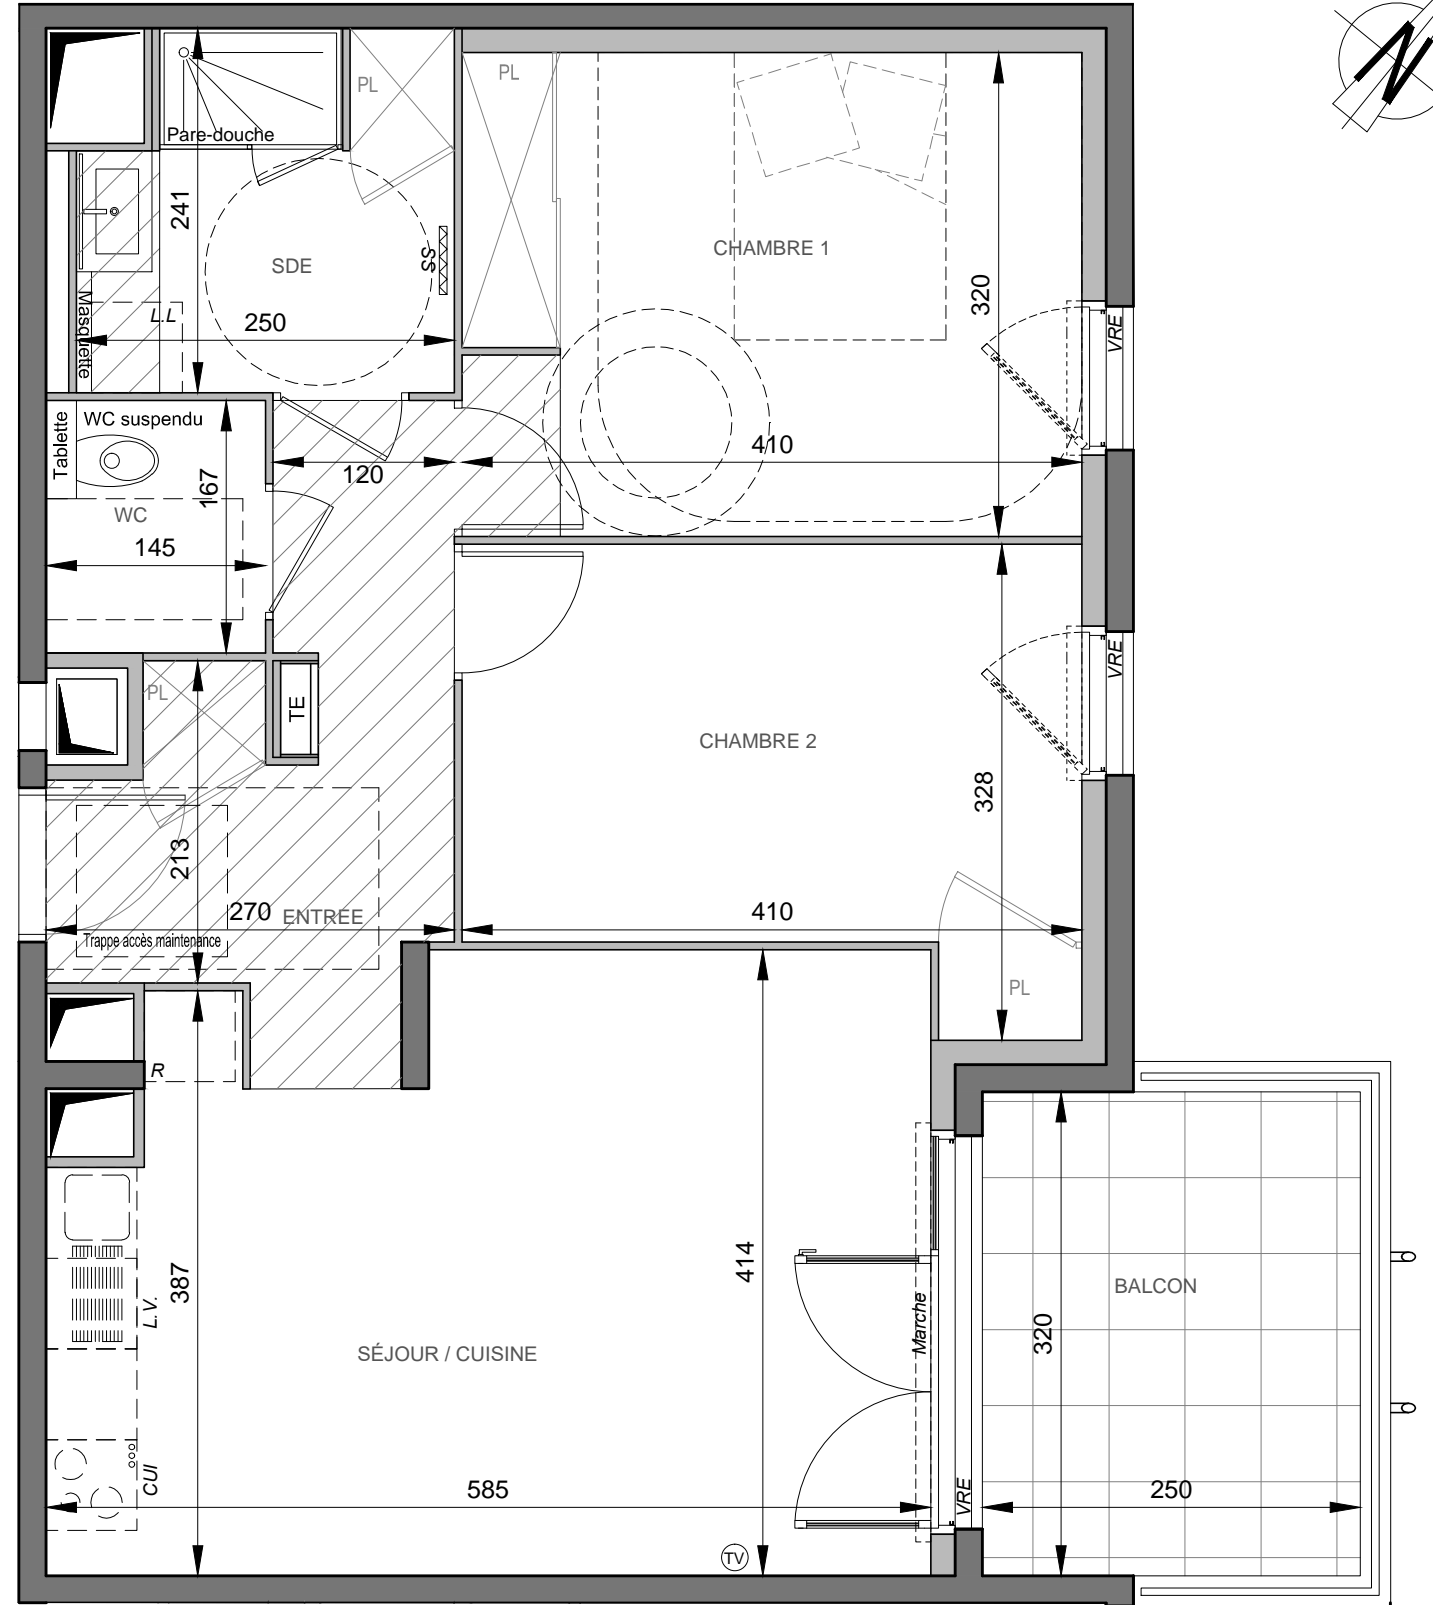 N
PL
PL
Pare-douche
241
SDE
SS
CHAMBRE 1
320
VRE
Masquette
L.L
250
Tablette
WC suspendu
167
120
410
WC
145
PL
TE
CHAMBRE 2
VRE
328
213
270
ENTREE
410
Trappe accès maintenance
PL
R
387
L.V.
414
Marche
BALCON
320
SÉJOUR / CUISINE
CUI
585
VRE
250
TV